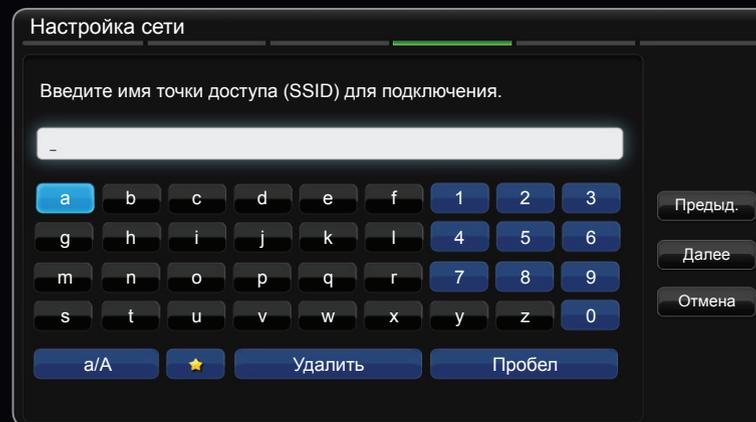 Настройка сети
Введите имя точки доступа (SSID) для подключения.
_
a b c d e f 1 2 3
g h i j k l 4 5 6
m n o p q r 7 8 9
s t u v w x y z 0
a/A Удалить Пробел
Предыд.
Далее
Отмена